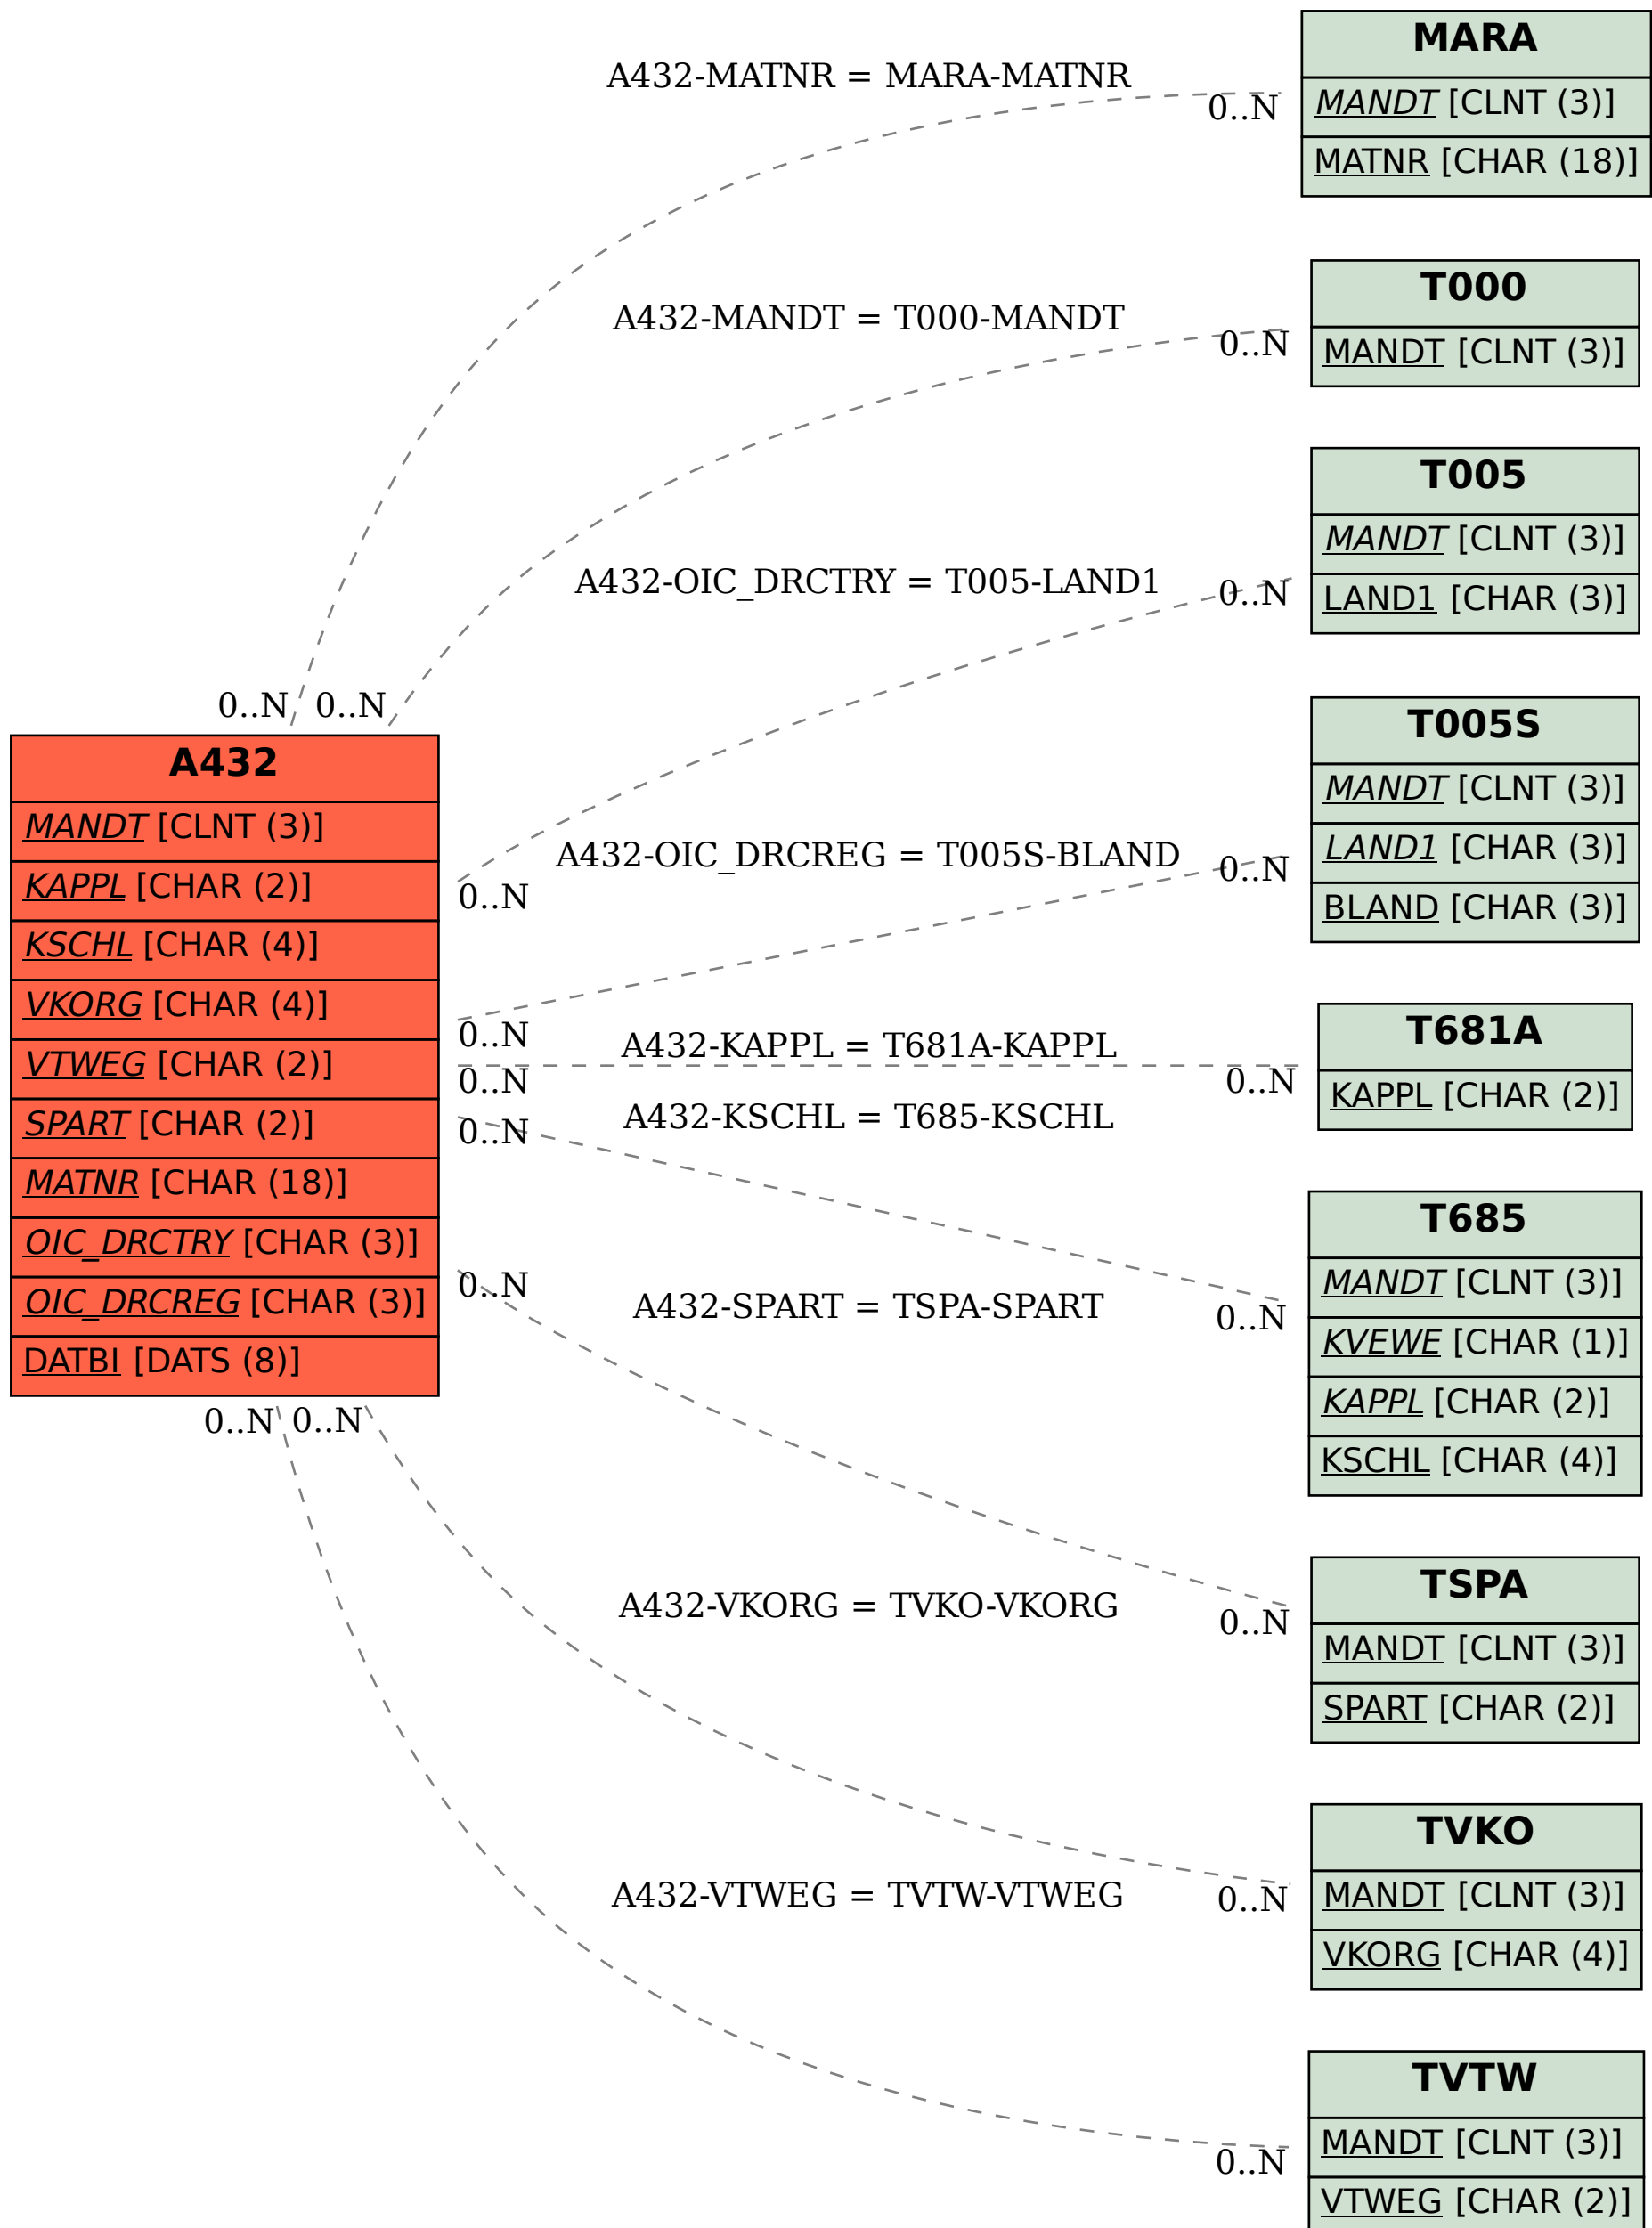 MARA
MANDT [CLNT (3)]
MATNR [CHAR (18)]
A432-MATNR = MARA-MATNR
0..N
T000
MANDT [CLNT (3)]
A432-MANDT = T000-MANDT
0..N
T005
MANDT [CLNT (3)]
LAND1 [CHAR (3)]
A432-OIC_DRCTRY = T005-LAND1
0..N
0..N 0..N
A432
MANDT [CLNT (3)]
KAPPL [CHAR (2)]
KSCHL [CHAR (4)]
VKORG [CHAR (4)]
VTWEG [CHAR (2)]
SPART [CHAR (2)]
MATNR [CHAR (18)]
OIC_DRCTRY [CHAR (3)]
OIC_DRCREG [CHAR (3)]
DATBI [DATS (8)]
0..N 0..N
T005S
MANDT [CLNT (3)]
LAND1 [CHAR (3)]
BLAND [CHAR (3)]
A432-OIC_DRCREG = T005S-BLAND
0..N
0..N
0..N
A432-KAPPL = T681A-KAPPL
0..N
0..N
T681A
KAPPL [CHAR (2)]
A432-KSCHL = T685-KSCHL
0..N
0..N
T685
MANDT [CLNT (3)]
KVEWE [CHAR (1)]
KAPPL [CHAR (2)]
KSCHL [CHAR (4)]
A432-SPART = TSPA-SPART
0..N
0..N
TSPA
MANDT [CLNT (3)]
SPART [CHAR (2)]
A432-VKORG = TVKO-VKORG
0..N
TVKO
MANDT [CLNT (3)]
VKORG [CHAR (4)]
A432-VTWEG = TVTW-VTWEG
0..N
TVTW
MANDT [CLNT (3)]
VTWEG [CHAR (2)]